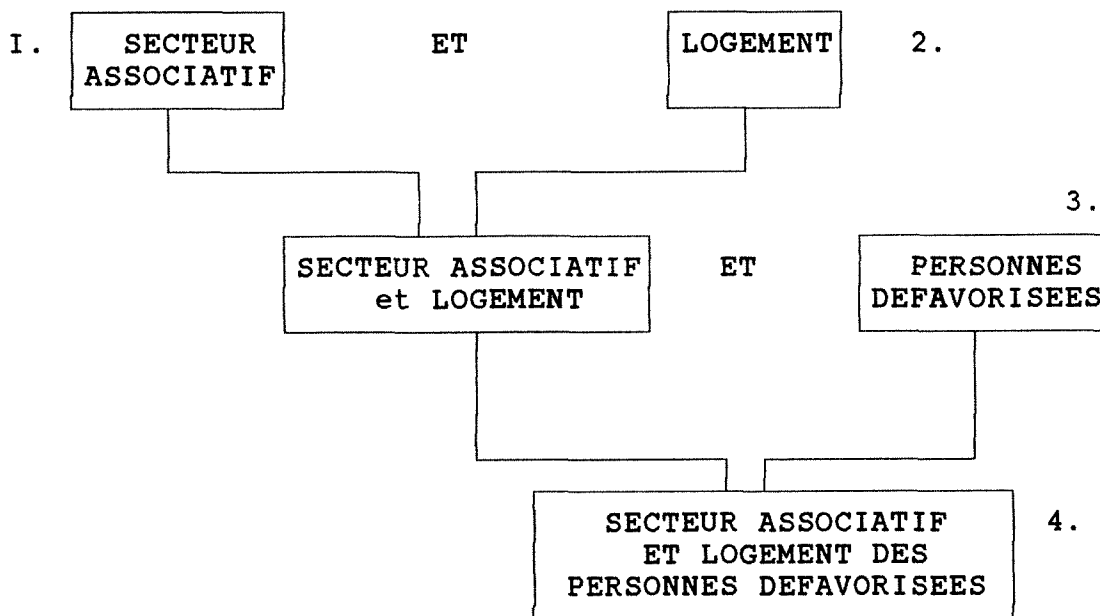 I. SECTEUR ET LOGEMENT 2.
ASSOCIATIF
3.
SECTEUR ASSOCIATIF ET PERSONNES
et LOGEMENT DEFAVORISEES
SECTEUR ASSOCIATIF 4.
ET LOGEMENT DES
PERSONNES DEFAVORISEES